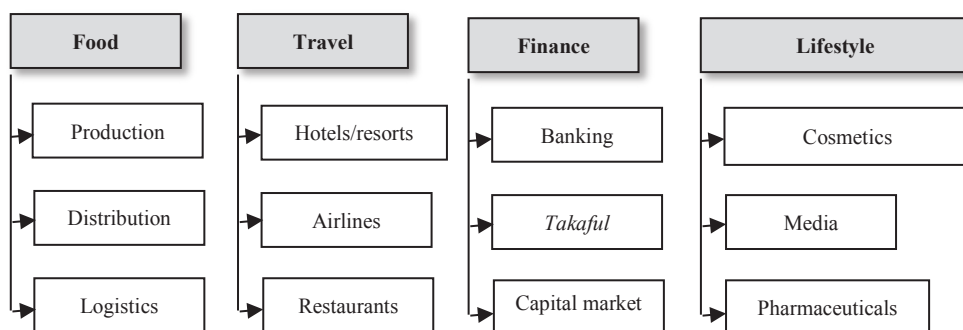 Food
Production
Distribution
Logistics
Travel
Hotels/resorts
Airlines
Restaurants
Finance
Banking
Takaful
Capital market
Lifestyle
Cosmetics
Media
Pharmaceuticals